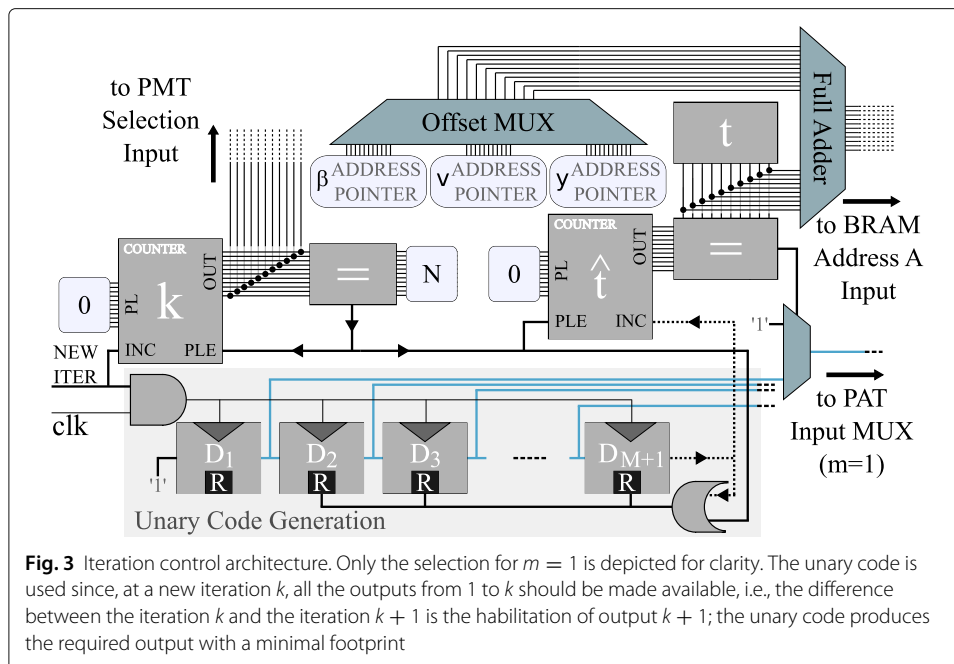 to PMT
Selection
Input
Offset MUX
β ADDRESS POINTER
v ADDRESS POINTER
y ADDRESS POINTER
t
Full Adder
to BRAM
Address A
Input
COUNTER
0
PL
k
OUT
INC
PLE
=
N
COUNTER
0
PL
t̂
OUT
PLE
INC
=
'1'
NEW
ITER
clk
to PAT
Input MUX
(m=1)
'1'
D1
R
D2
R
D3
R
DM+1
R
Unary Code Generation
Fig. 3 Iteration control architecture. Only the selection for m = 1 is depicted for clarity. The unary code is
used since, at a new iteration k, all the outputs from 1 to k should be made available, i.e., the difference
between the iteration k and the iteration k + 1 is the habilitation of output k + 1; the unary code produces
the required output with a minimal footprint